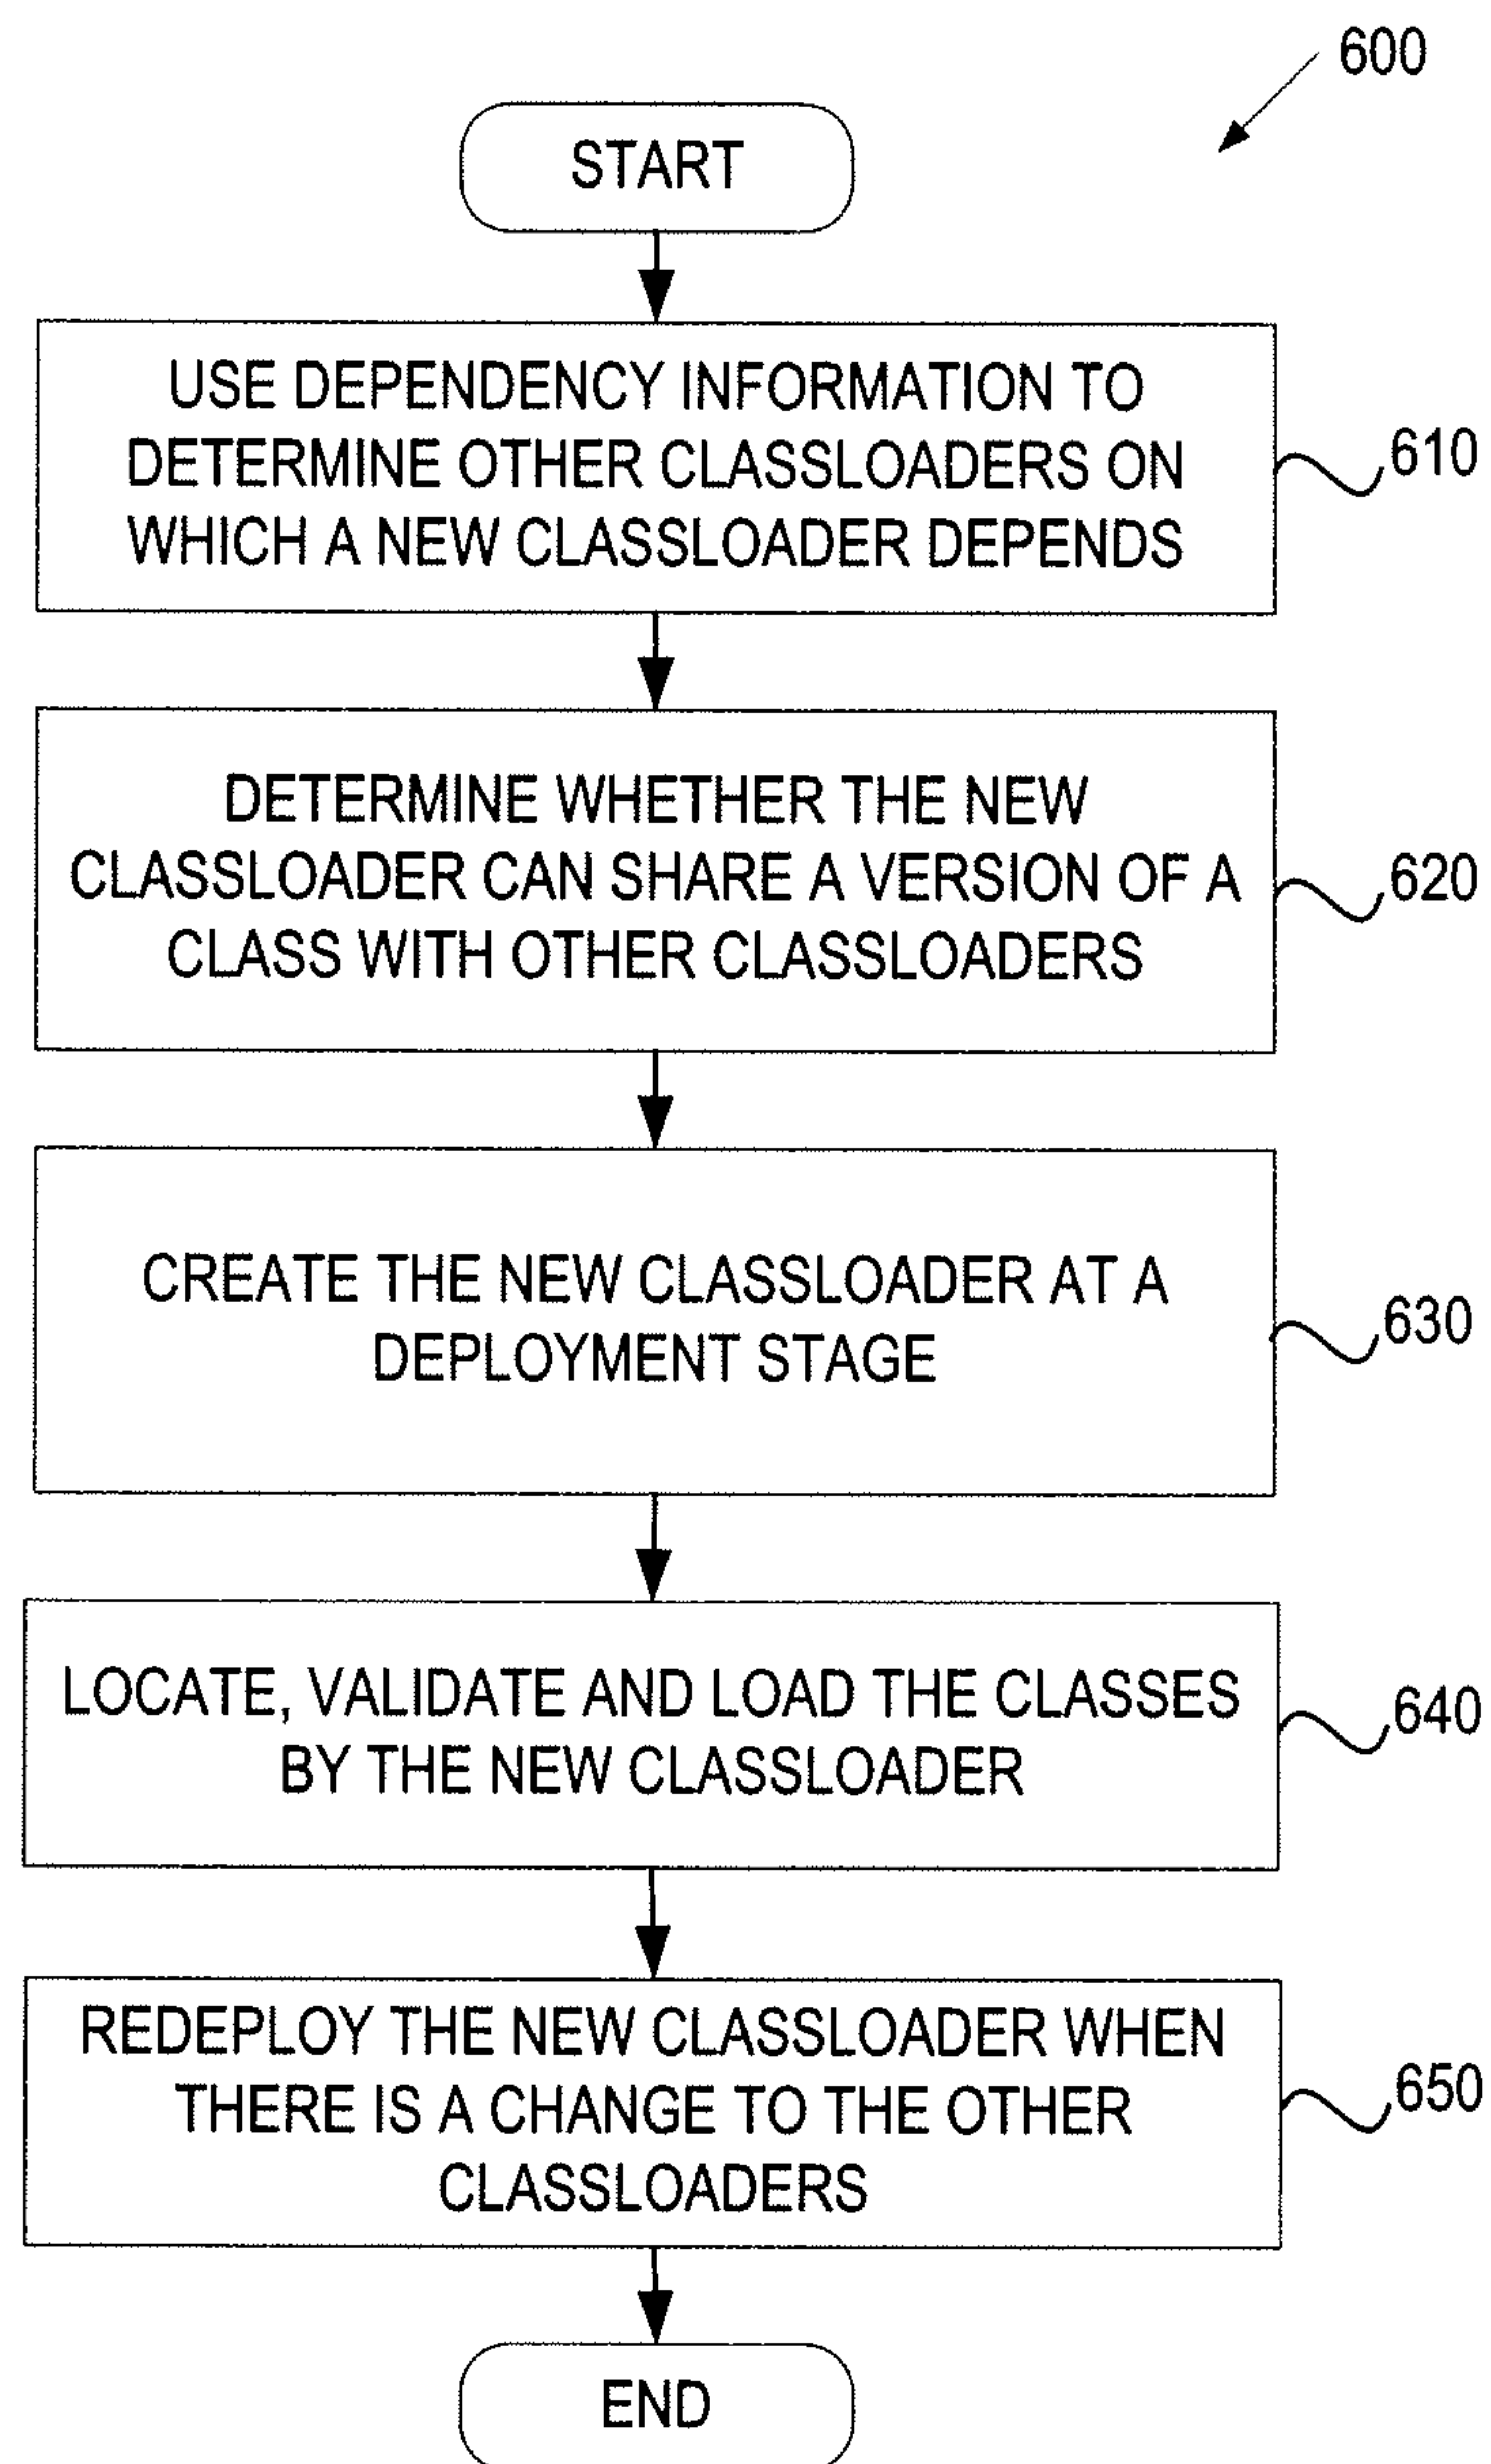 600
START
USE DEPENDENCY INFORMATION TO
DETERMINE OTHER CLASSLOADERS ON
WHICH A NEW CLASSLOADER DEPENDS
610
DETERMINE WHETHER THE NEW
CLASSLOADER CAN SHARE A VERSION OF A
CLASS WITH OTHER CLASSLOADERS
620
CREATE THE NEW CLASSLOADER AT A
DEPLOYMENT STAGE
630
LOCATE, VALIDATE AND LOAD THE CLASSES
BY THE NEW CLASSLOADER
640
REDEPLOY THE NEW CLASSLOADER WHEN
THERE IS A CHANGE TO THE OTHER
CLASSLOADERS
650
END